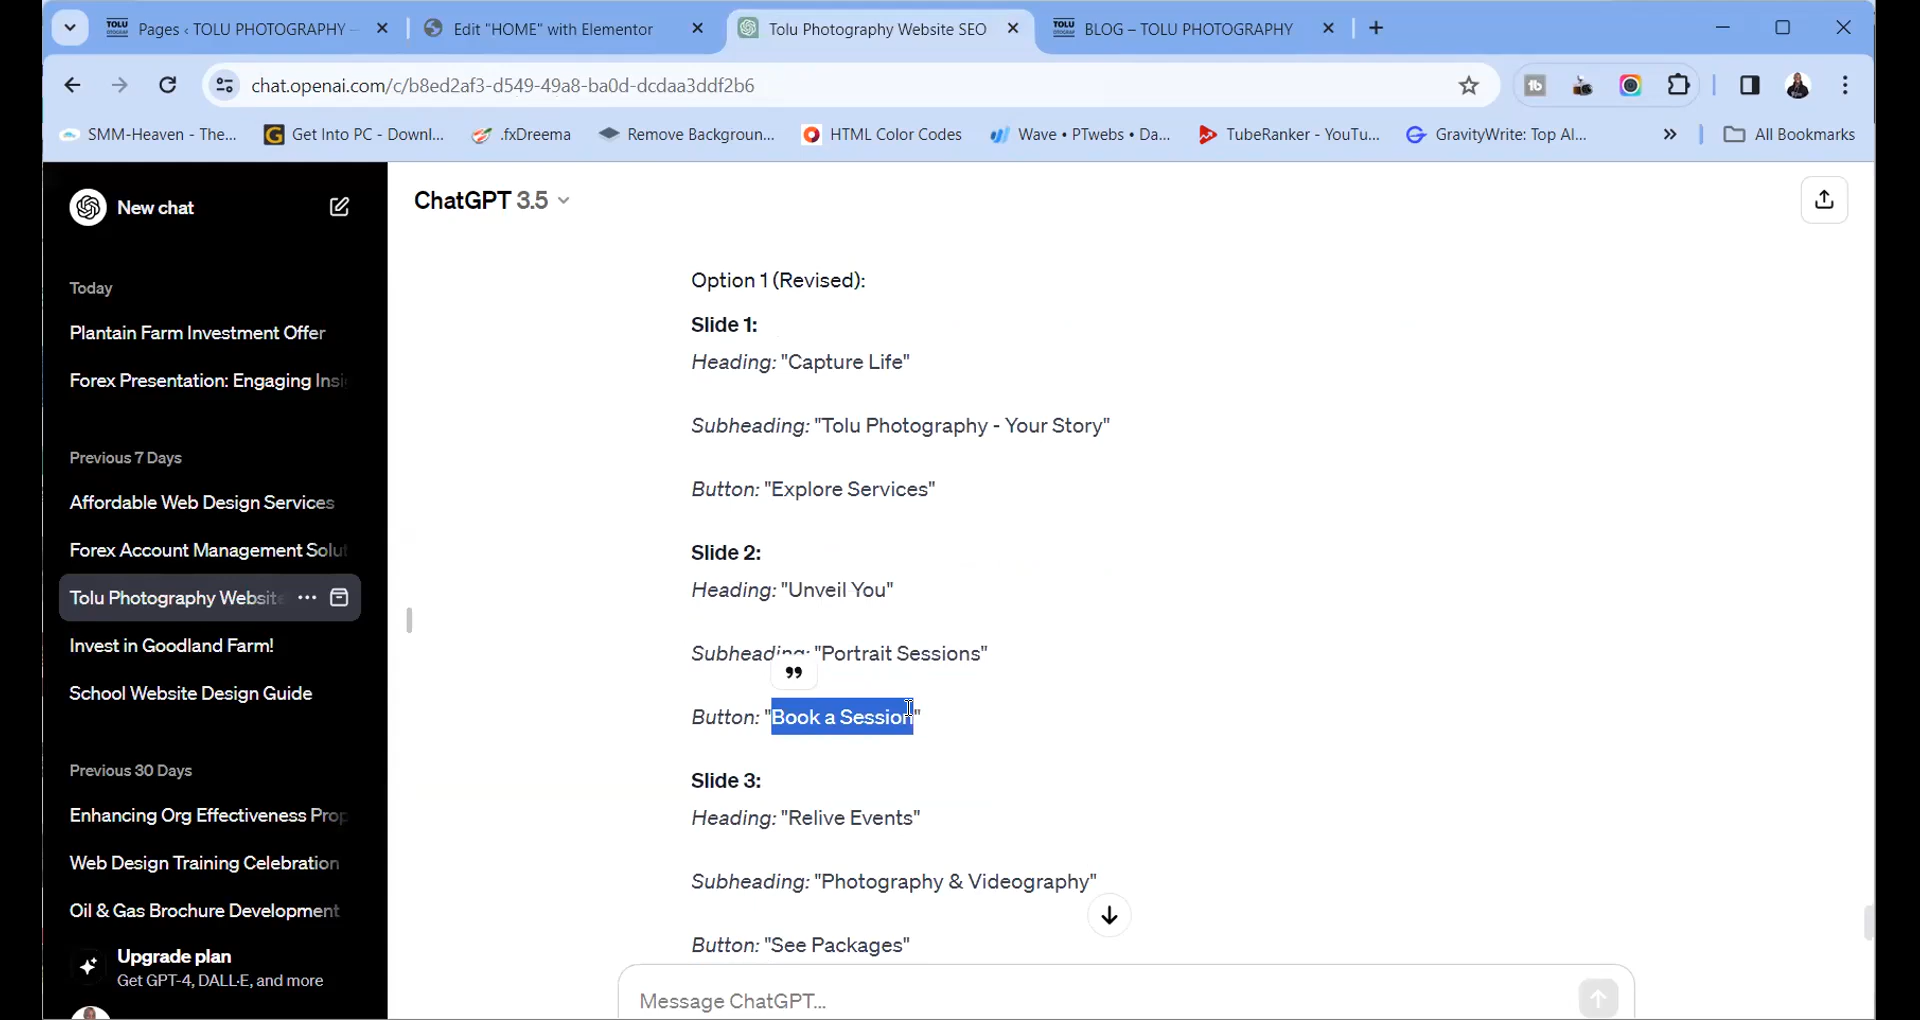 TOLU Pages ‹ TOLU PHOTOGRAPHY – Edit "HOME" with Elementor Tolu Photography Website SEO TOLU BLOG – TOLU PHOTOGRAPHY
chat.openai.com/c/b8ed2af3-d549-49a8-ba0d-dcdaa3ddf2b6
SMM-Heaven - The... Get Into PC - Downl... .fxDreema Remove Backgroun... HTML Color Codes Wave • PTwebs • Da... TubeRanker - YouTu... GravityWrite: Top AI... » All Bookmarks
New chat
Today
Plantain Farm Investment Offer
Forex Presentation: Engaging Insi
Previous 7 Days
Affordable Web Design Services
Forex Account Management Solut
Tolu Photography Website
Invest in Goodland Farm!
School Website Design Guide
Previous 30 Days
Enhancing Org Effectiveness Prop
Web Design Training Celebration
Oil & Gas Brochure Development
Upgrade plan
Get GPT-4, DALL·E, and more
ChatGPT 3.5
Option 1 (Revised):
Slide 1:
Heading: "Capture Life"
Subheading: "Tolu Photography - Your Story"
Button: "Explore Services"
Slide 2:
Heading: "Unveil You"
Subheading: "Portrait Sessions"
Button: "Book a Session"
Slide 3:
Heading: "Relive Events"
Subheading: "Photography & Videography"
Button: "See Packages"
Message ChatGPT...